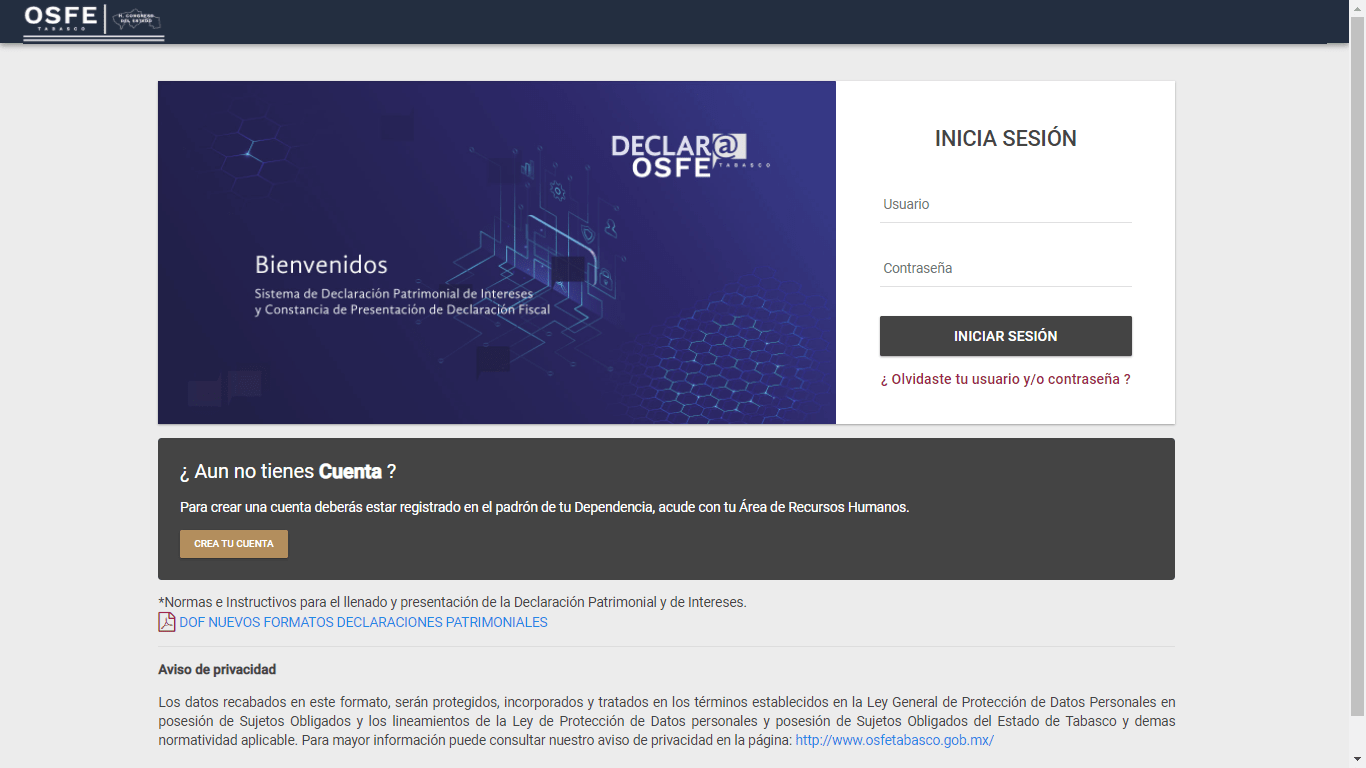 OSFE
TABASCO
H. CONGRESO
DEL ESTADO
DECLAR@
OSFE TABASCO
Bienvenidos
Sistema de Declaración Patrimonial de Intereses
y Constancia de Presentación de Declaración Fiscal
INICIA SESIÓN
Usuario
Contraseña
INICIAR SESIÓN
¿ Olvidaste tu usuario y/o contraseña ?
¿ Aun no tienes Cuenta ?
Para crear una cuenta deberás estar registrado en el padrón de tu Dependencia, acude con tu Área de Recursos Humanos.
CREA TU CUENTA
*Normas e Instructivos para el llenado y presentación de la Declaración Patrimonial y de Intereses.
DOF NUEVOS FORMATOS DECLARACIONES PATRIMONIALES
Aviso de privacidad
Los datos recabados en este formato, serán protegidos, incorporados y tratados en los términos establecidos en la Ley General de Protección de Datos Personales en
posesión de Sujetos Obligados y los lineamientos de la Ley de Protección de Datos personales y posesión de Sujetos Obligados del Estado de Tabasco y demas
normatividad aplicable. Para mayor información puede consultar nuestro aviso de privacidad en la página: http://www.osfetabasco.gob.mx/